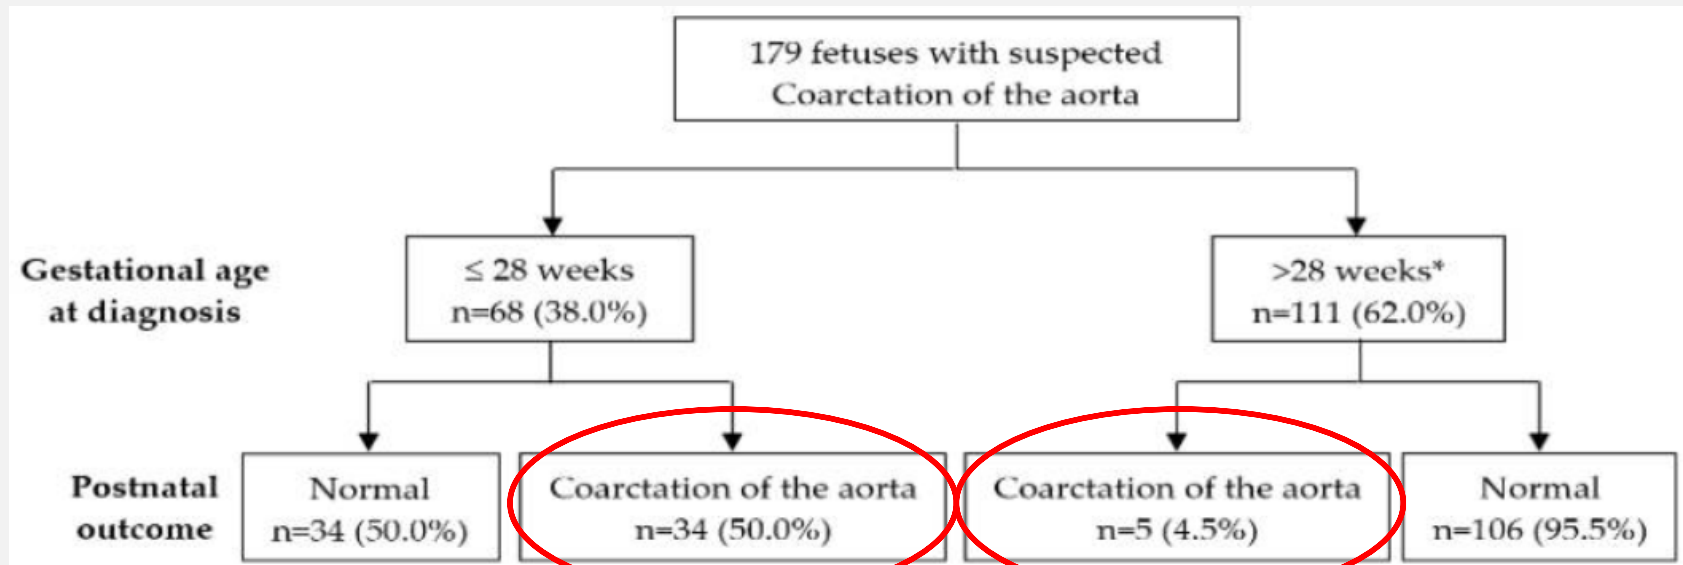 179 fetuses with suspected
Coarctation of the aorta
Gestational age
at diagnosis
≤ 28 weeks
n=68 (38.0%)
>28 weeks*
n=111 (62.0%)
Postnatal
outcome
Normal
n=34 (50.0%)
Coarctation of the aorta
n=34 (50.0%)
Coarctation of the aorta
n=5 (4.5%)
Normal
n=106 (95.5%)